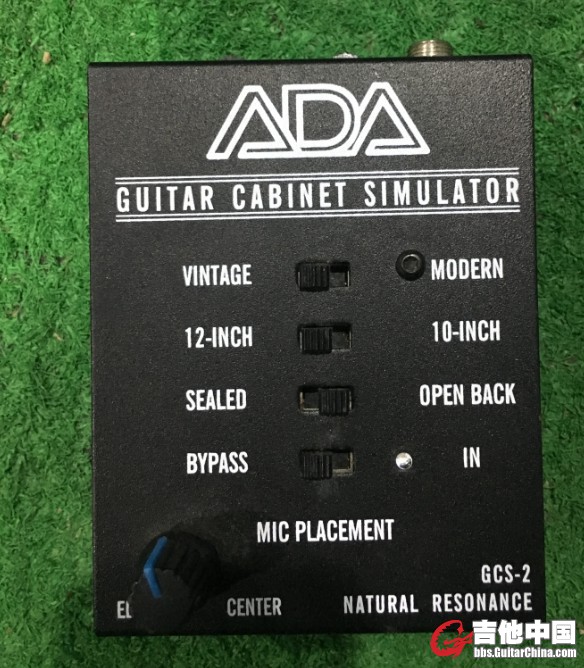 ADA
GUITAR CABINET SIMULATOR
VINTAGE MODERN
12-INCH 10-INCH
SEALED OPEN BACK
BYPASS IN
MIC PLACEMENT
GCS-2
CENTER NATURAL RESONANCE
吉他中国
bbs.GuitarChina.com